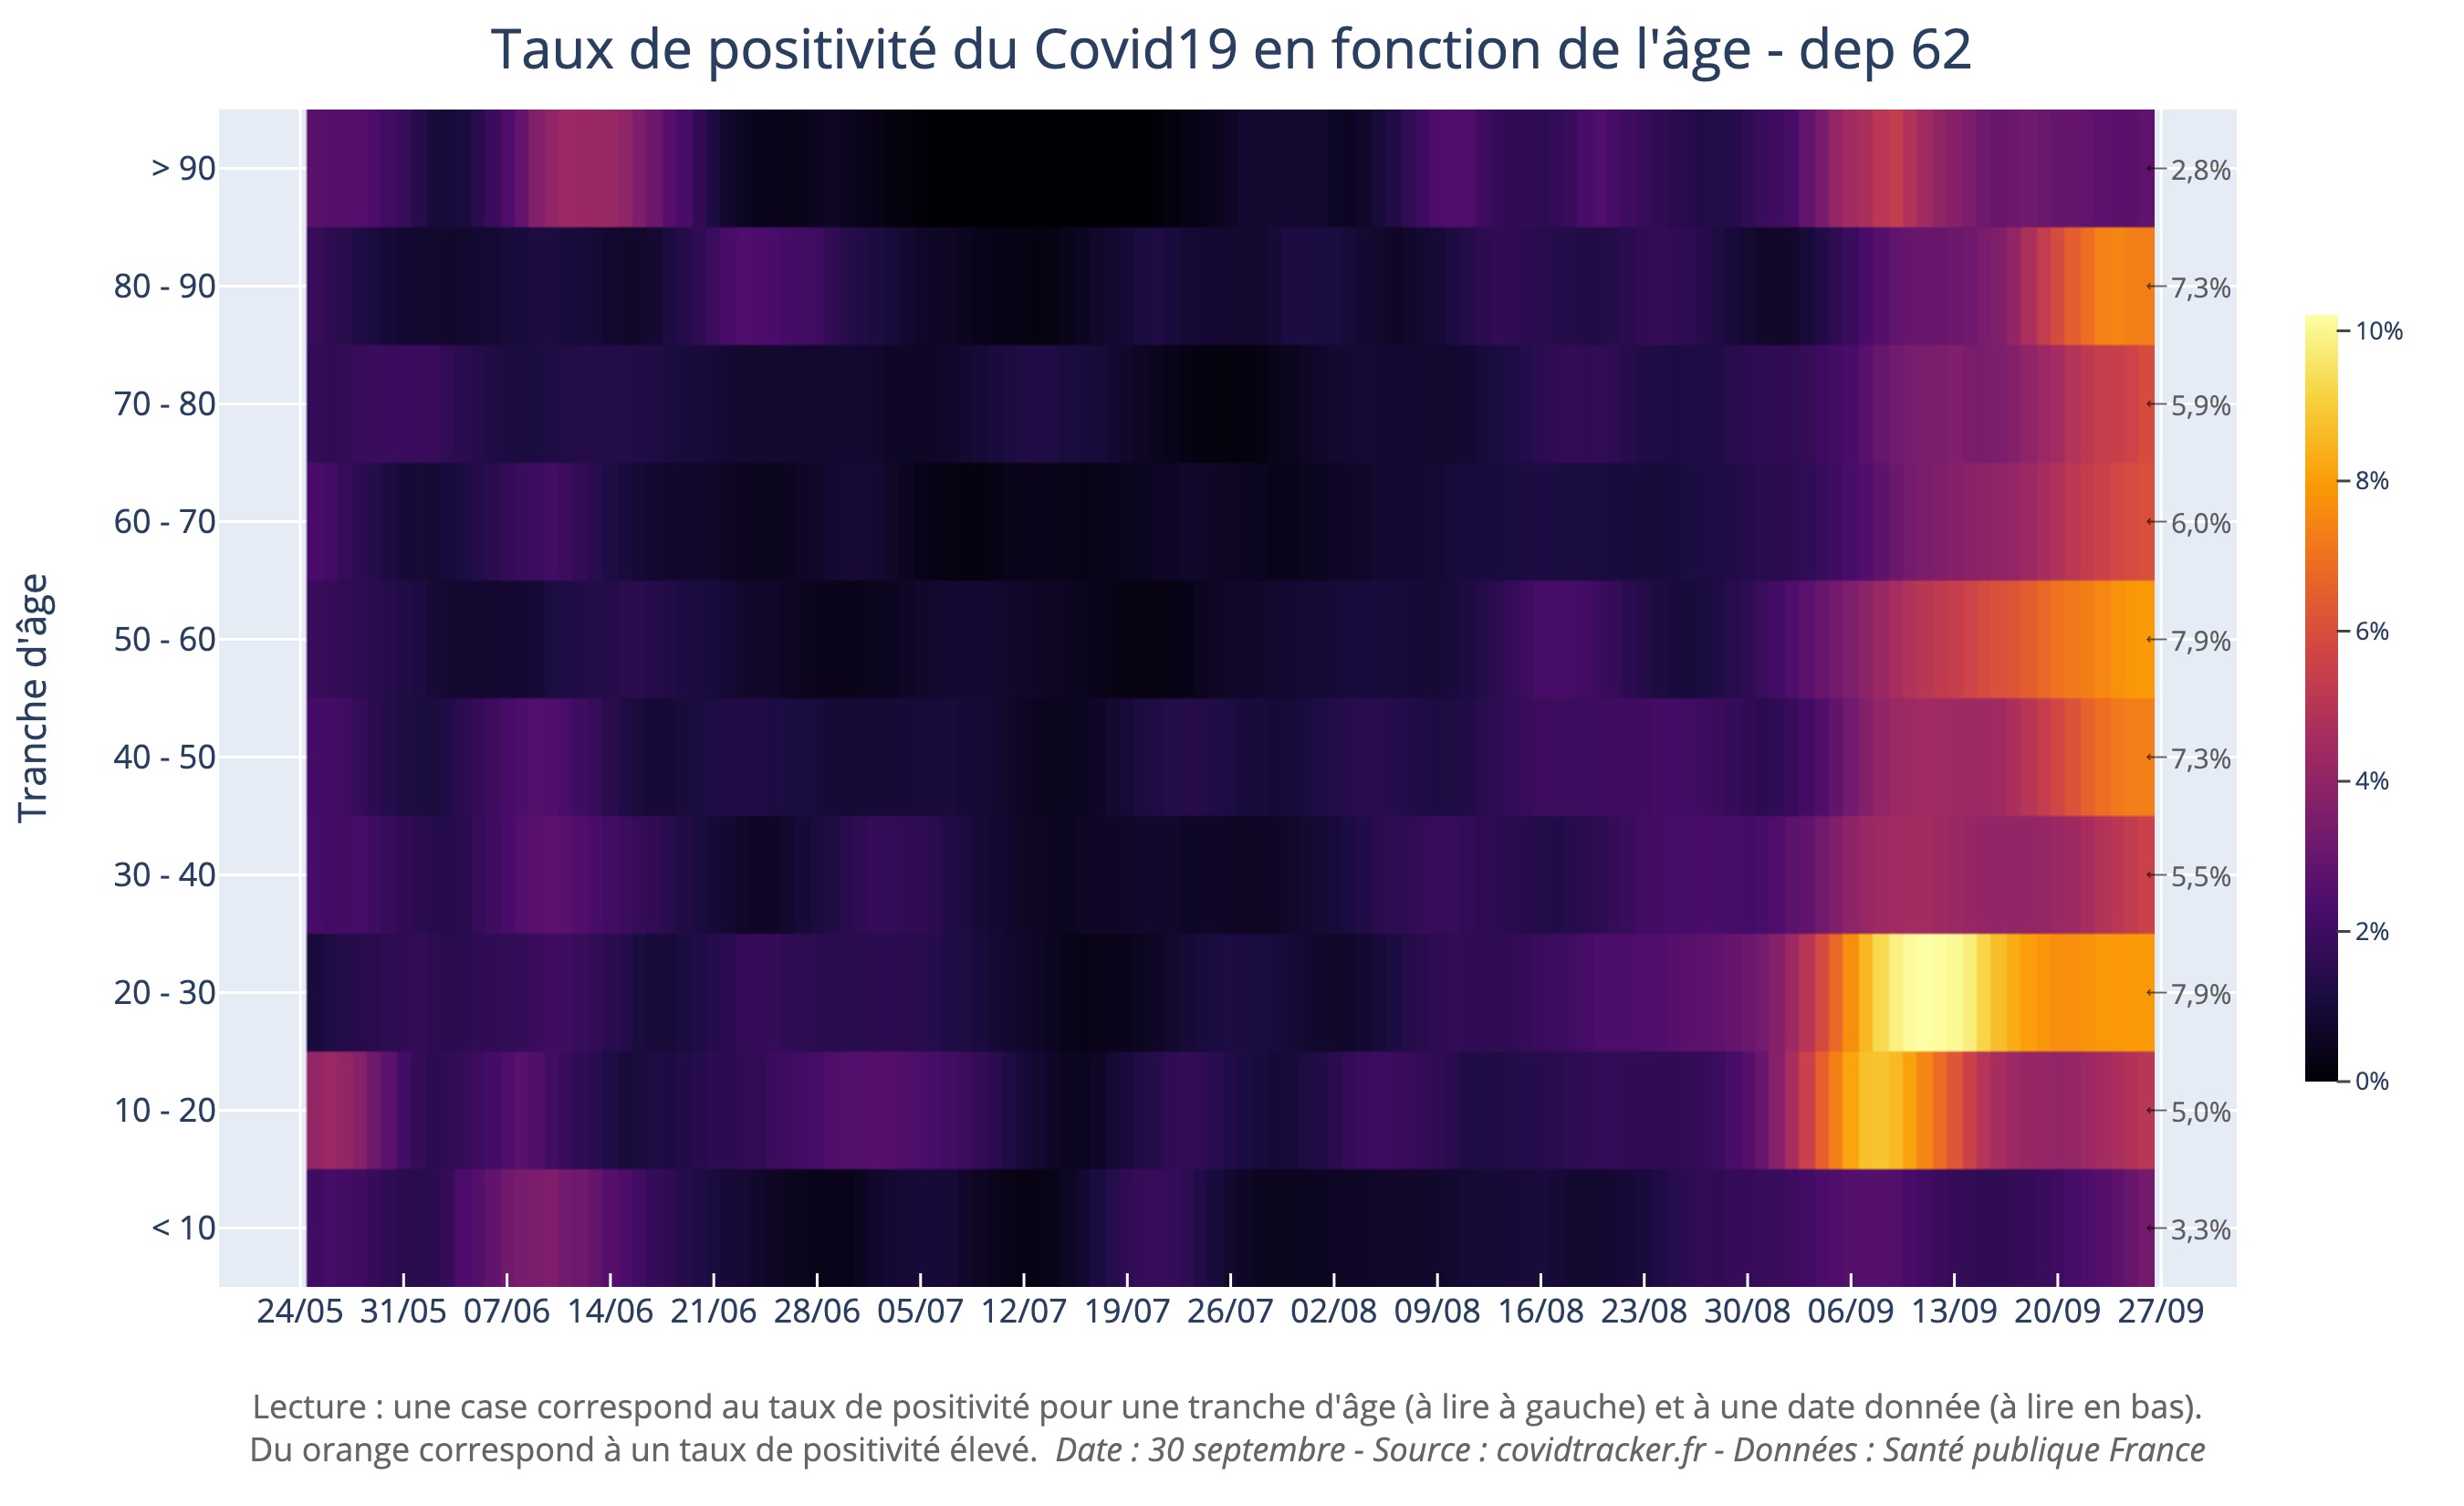 Taux de positivité du Covid19 en fonction de l'âge - dep 62
Tranche d'âge
> 90
2,8%
80 - 90
7,3%
70 - 80
5,9%
60 - 70
6,0%
50 - 60
7,9%
40 - 50
7,3%
30 - 40
5,5%
20 - 30
7,9%
10 - 20
5,0%
< 10
3,3%
10%
8%
6%
4%
2%
0%
24/05 31/05 07/06 14/06 21/06 28/06 05/07 12/07 19/07 26/07 02/08 09/08 16/08 23/08 30/08 06/09 13/09 20/09 27/09
Lecture : une case correspond au taux de positivité pour une tranche d'âge (à lire à gauche) et à une date donnée (à lire en bas).
Du orange correspond à un taux de positivité élevé. Date : 30 septembre - Source : covidtracker.fr - Données : Santé publique France